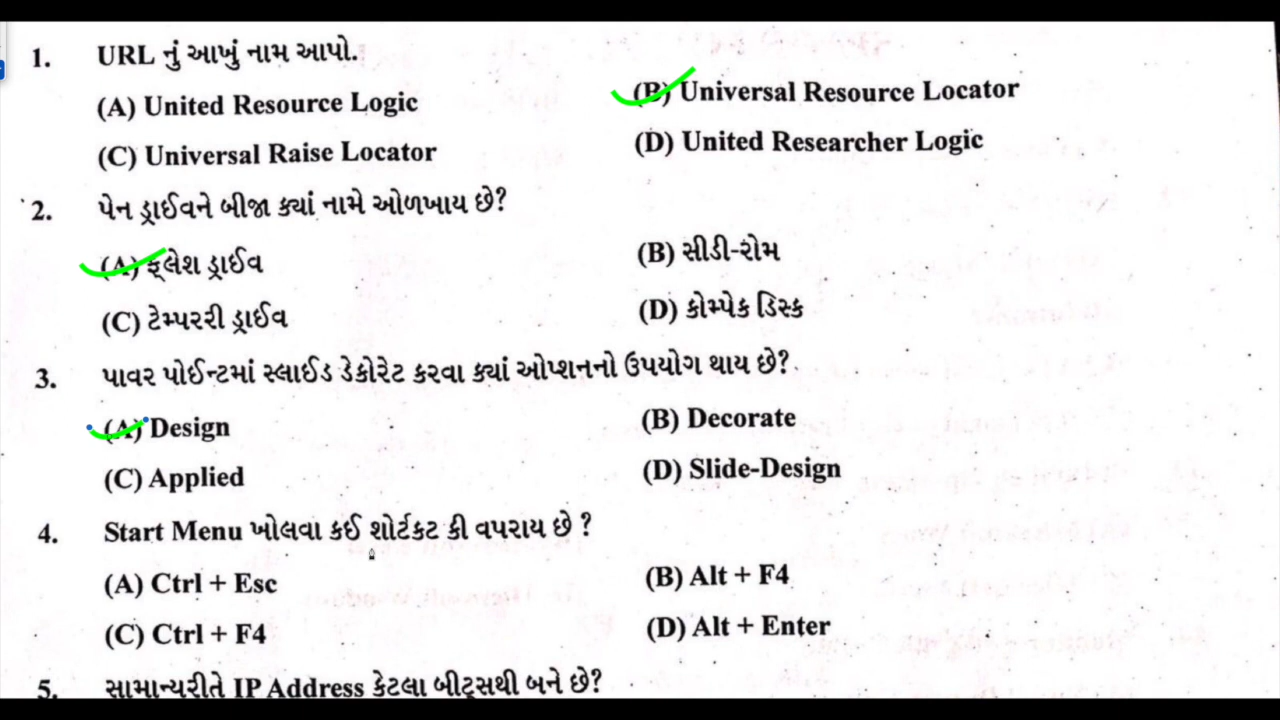 1. URL નું આખું નામ આપો.
(A) United Resource Logic (B) Universal Resource Locator
(C) Universal Raise Locator (D) United Researcher Logic
2. પેન ડ્રાઈવને બીજા ક્યાં નામે ઓળખાય છે?
(A) ફ્લેશ ડ્રાઈવ (B) સીડી-રોમ
(C) ટેમ્પરરી ડ્રાઈવ (D) કોમ્પેક ડિસ્ક
3. પાવર પોઈન્ટમાં સ્લાઈડ ડેકોરેટ કરવા ક્યાં ઓપ્શનનો ઉપયોગ થાય છે?
(A) Design (B) Decorate
(C) Applied (D) Slide-Design
4. Start Menu ખોલવા કઈ શોર્ટકટ કી વપરાય છે ?
(A) Ctrl + Esc (B) Alt + F4
(C) Ctrl + F4 (D) Alt + Enter
5. સામાન્યરીતે IP Address કેટલા બીટ્સથી બને છે?